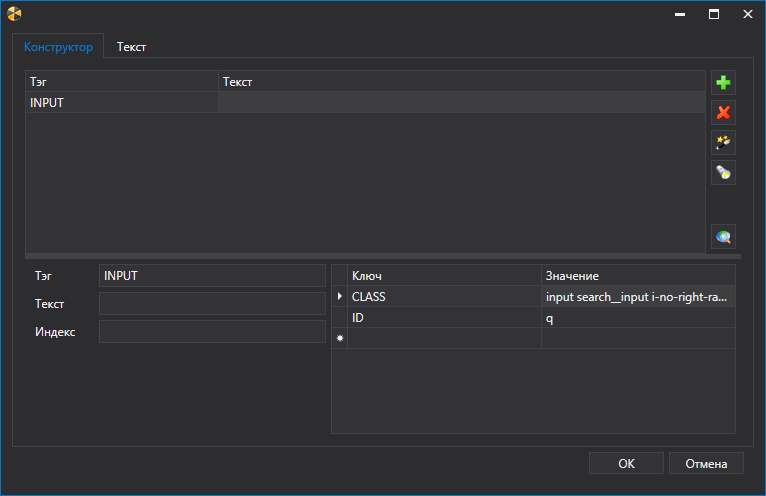 Конструктор Текст
Тэг Текст
INPUT
Тэг INPUT
Текст
Индекс
Ключ Значение
CLASS input search__input i-no-right-ra...
ID q
OK Отмена